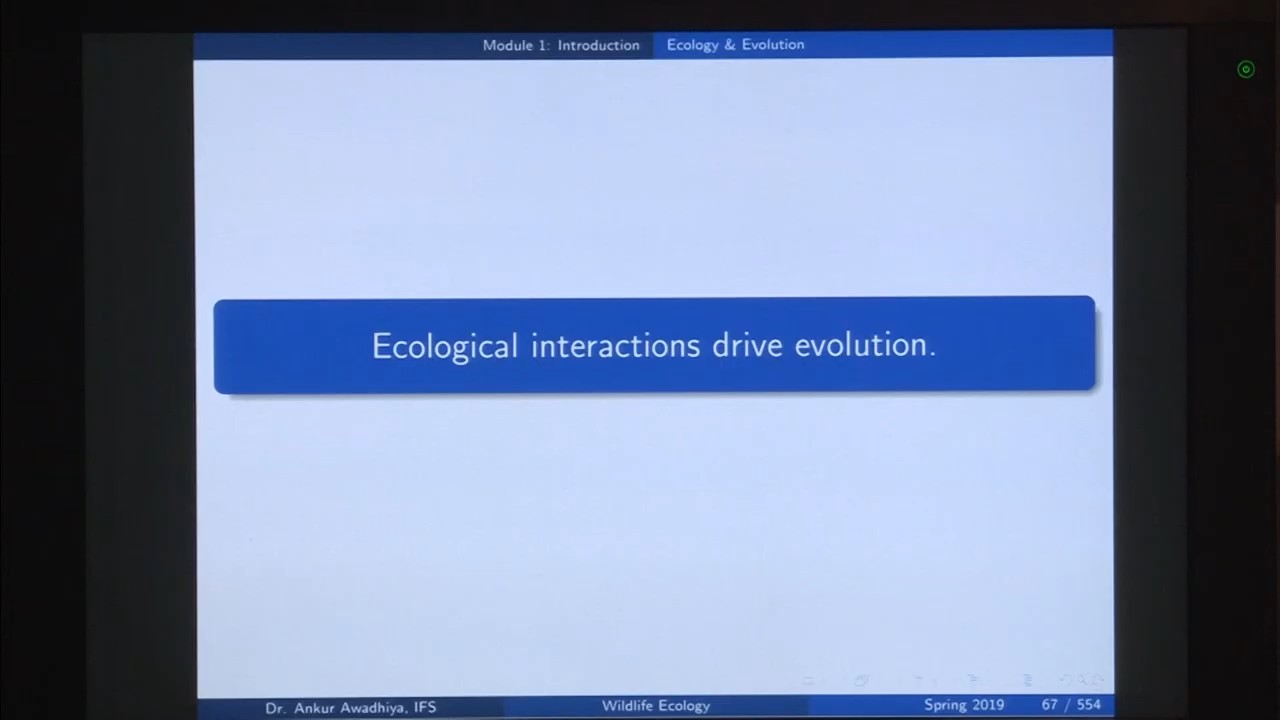 Module 1: Introduction Ecology & Evolution
Ecological interactions drive evolution.
Dr. Ankur Awadhiya, IFS Wildlife Ecology Spring 2019 67 / 554